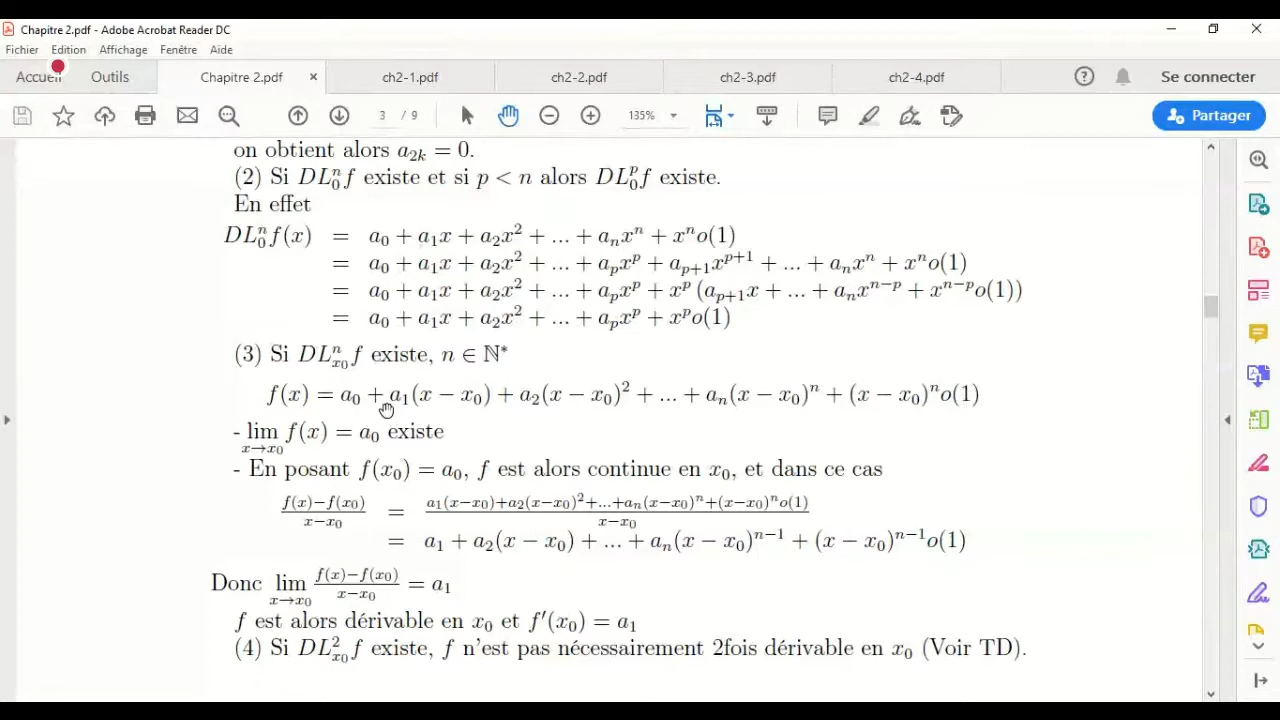 Chapitre 2.pdf - Adobe Acrobat Reader DC
Fichier Edition Affichage Fenêtre Aide
Accueil Outils Chapitre 2.pdf × ch2-1.pdf ch2-2.pdf ch2-3.pdf ch2-4.pdf Se connecter
3 / 9 135% Partager
on obtient alors a_{2k} = 0.
(2) Si DL_0^n f existe et si p < n alors DL_0^p f existe.
En effet
DL_0^n f(x) = a_0 + a_1x + a_2x^2 + ... + a_nx^n + x^no(1)
= a_0 + a_1x + a_2x^2 + ... + a_px^p + a_{p+1}x^{p+1} + ... + a_nx^n + x^no(1)
= a_0 + a_1x + a_2x^2 + ... + a_px^p + x^p (a_{p+1}x + ... + a_nx^{n-p} + x^{n-p}o(1))
= a_0 + a_1x + a_2x^2 + ... + a_px^p + x^po(1)
(3) Si DL_{x_0}^n f existe, n ∈ ℕ*
f(x) = a_0 + a_1(x − x_0) + a_2(x − x_0)^2 + ... + a_n(x − x_0)^n + (x − x_0)^no(1)
- lim_{x→x_0} f(x) = a_0 existe
- En posant f(x_0) = a_0, f est alors continue en x_0, et dans ce cas
\frac{f(x)−f(x_0)}{x−x_0} = \frac{a_1(x−x_0)+a_2(x−x_0)^2+...+a_n(x−x_0)^n+(x−x_0)^no(1)}{x−x_0}
= a_1 + a_2(x − x_0) + ... + a_n(x − x_0)^{n−1} + (x − x_0)^{n−1}o(1)
Donc lim_{x→x_0} \frac{f(x)−f(x_0)}{x−x_0} = a_1
f est alors dérivable en x_0 et f′(x_0) = a_1
(4) Si DL_{x_0}^2 f existe, f n'est pas nécessairement 2fois dérivable en x_0 (Voir TD).